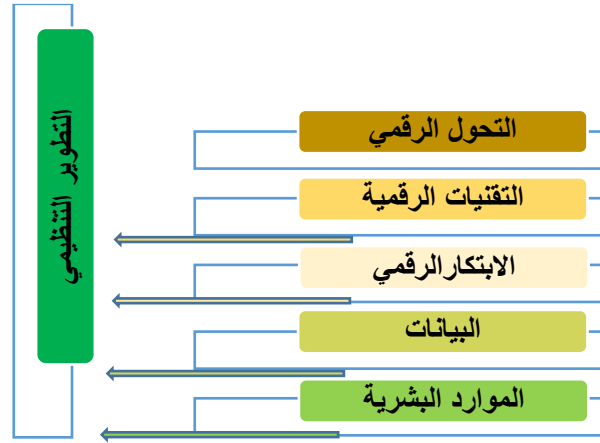 التحول الرقمي
التقنيات الرقمية
الابتكارالرقمي
البيانات
الموارد البشرية
التطوير التنظيمي